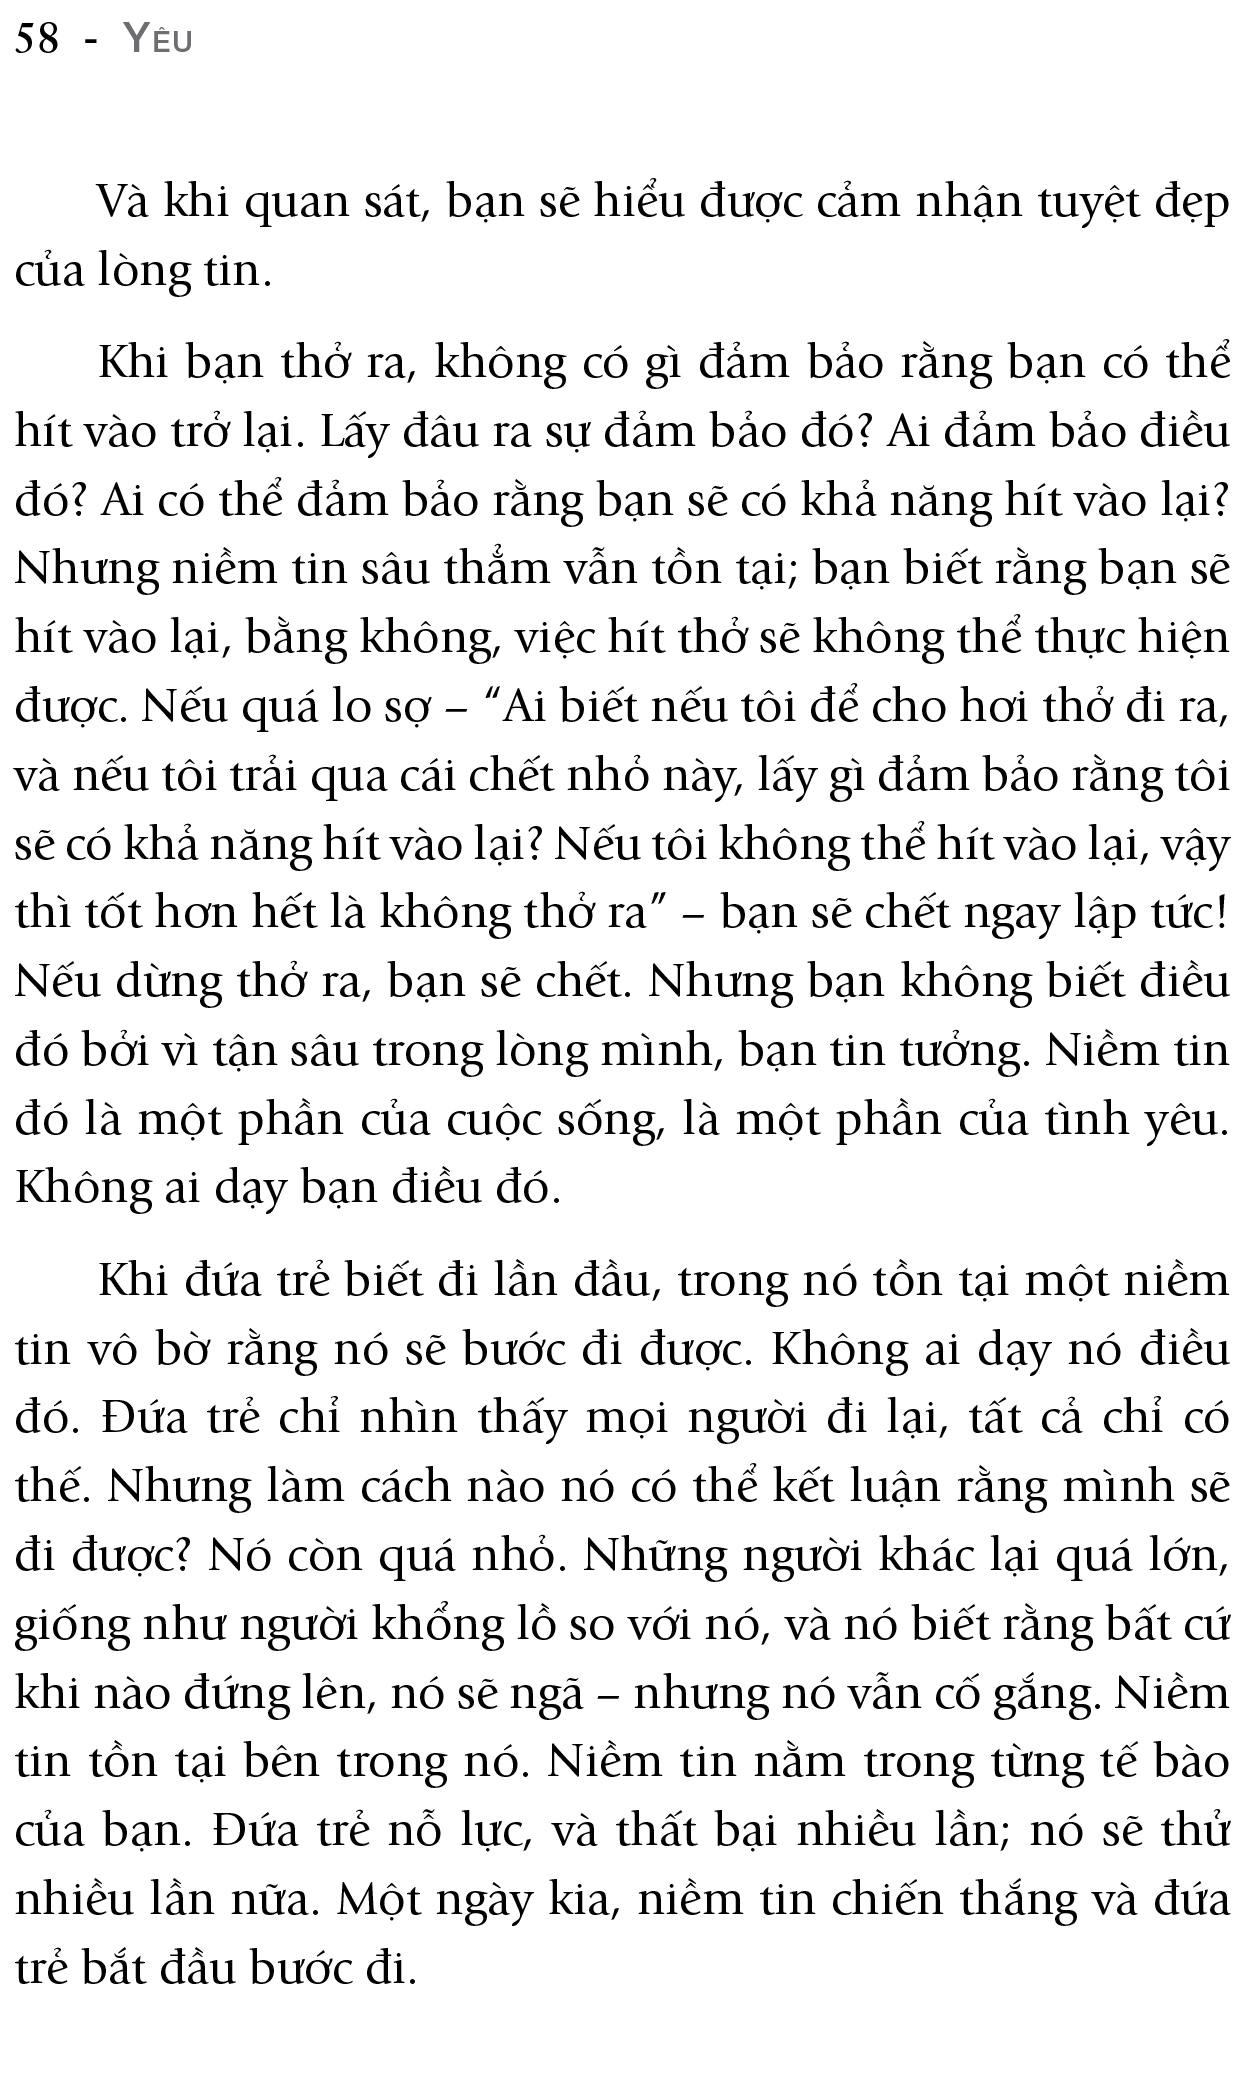 58 - Yêu
Và khi quan sát, bạn sẽ hiểu được cảm nhận tuyệt đẹp
của lòng tin.
Khi bạn thở ra, không có gì đảm bảo rằng bạn có thể
hít vào trở lại. Lấy đâu ra sự đảm bảo đó? Ai đảm bảo điều
đó? Ai có thể đảm bảo rằng bạn sẽ có khả năng hít vào lại?
Nhưng niềm tin sâu thẳm vẫn tồn tại; bạn biết rằng bạn sẽ
hít vào lại, bằng không, việc hít thở sẽ không thể thực hiện
được. Nếu quá lo sợ – “Ai biết nếu tôi để cho hơi thở đi ra,
và nếu tôi trải qua cái chết nhỏ này, lấy gì đảm bảo rằng tôi
sẽ có khả năng hít vào lại? Nếu tôi không thể hít vào lại, vậy
thì tốt hơn hết là không thở ra” – bạn sẽ chết ngay lập tức!
Nếu dừng thở ra, bạn sẽ chết. Nhưng bạn không biết điều
đó bởi vì tận sâu trong lòng mình, bạn tin tưởng. Niềm tin
đó là một phần của cuộc sống, là một phần của tình yêu.
Không ai dạy bạn điều đó.
Khi đứa trẻ biết đi lần đầu, trong nó tồn tại một niềm
tin vô bờ rằng nó sẽ bước đi được. Không ai dạy nó điều
đó. Đứa trẻ chỉ nhìn thấy mọi người đi lại, tất cả chỉ có
thế. Nhưng làm cách nào nó có thể kết luận rằng mình sẽ
đi được? Nó còn quá nhỏ. Những người khác lại quá lớn,
giống như người khổng lồ so với nó, và nó biết rằng bất cứ
khi nào đứng lên, nó sẽ ngã – nhưng nó vẫn cố gắng. Niềm
tin tồn tại bên trong nó. Niềm tin nằm trong từng tế bào
của bạn. Đứa trẻ nỗ lực, và thất bại nhiều lần; nó sẽ thử
nhiều lần nữa. Một ngày kia, niềm tin chiến thắng và đứa
trẻ bắt đầu bước đi.